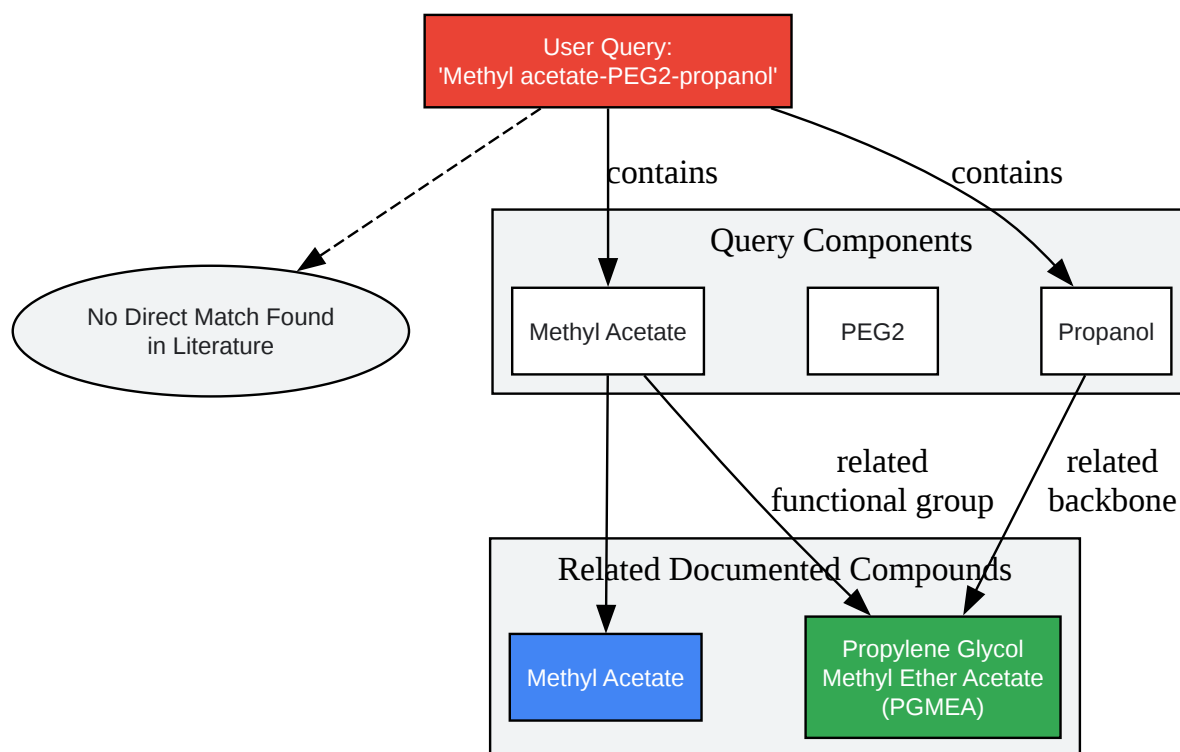 User Query:
'Methyl acetate-PEG2-propanol'
contains
contains
Query Components
No Direct Match Found
in Literature
Methyl Acetate
PEG2
Propanol
related
functional group
related
backbone
Related Documented Compounds
Methyl Acetate
Propylene Glycol
Methyl Ether Acetate
(PGMEA)